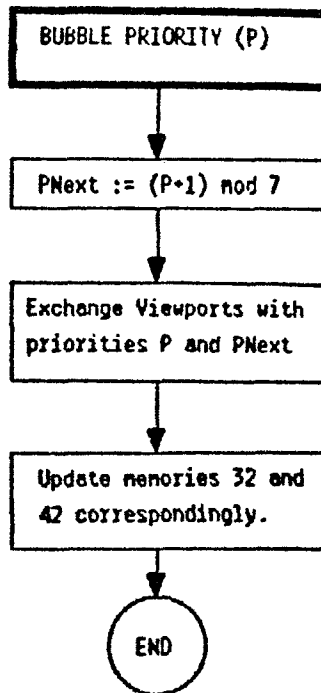 BUBBLE PRIORITY (P)
PNext := (P+1) mod 7
Exchange Viewports with
priorities P and PNext
Update memories 32 and
42 correspondingly.
END